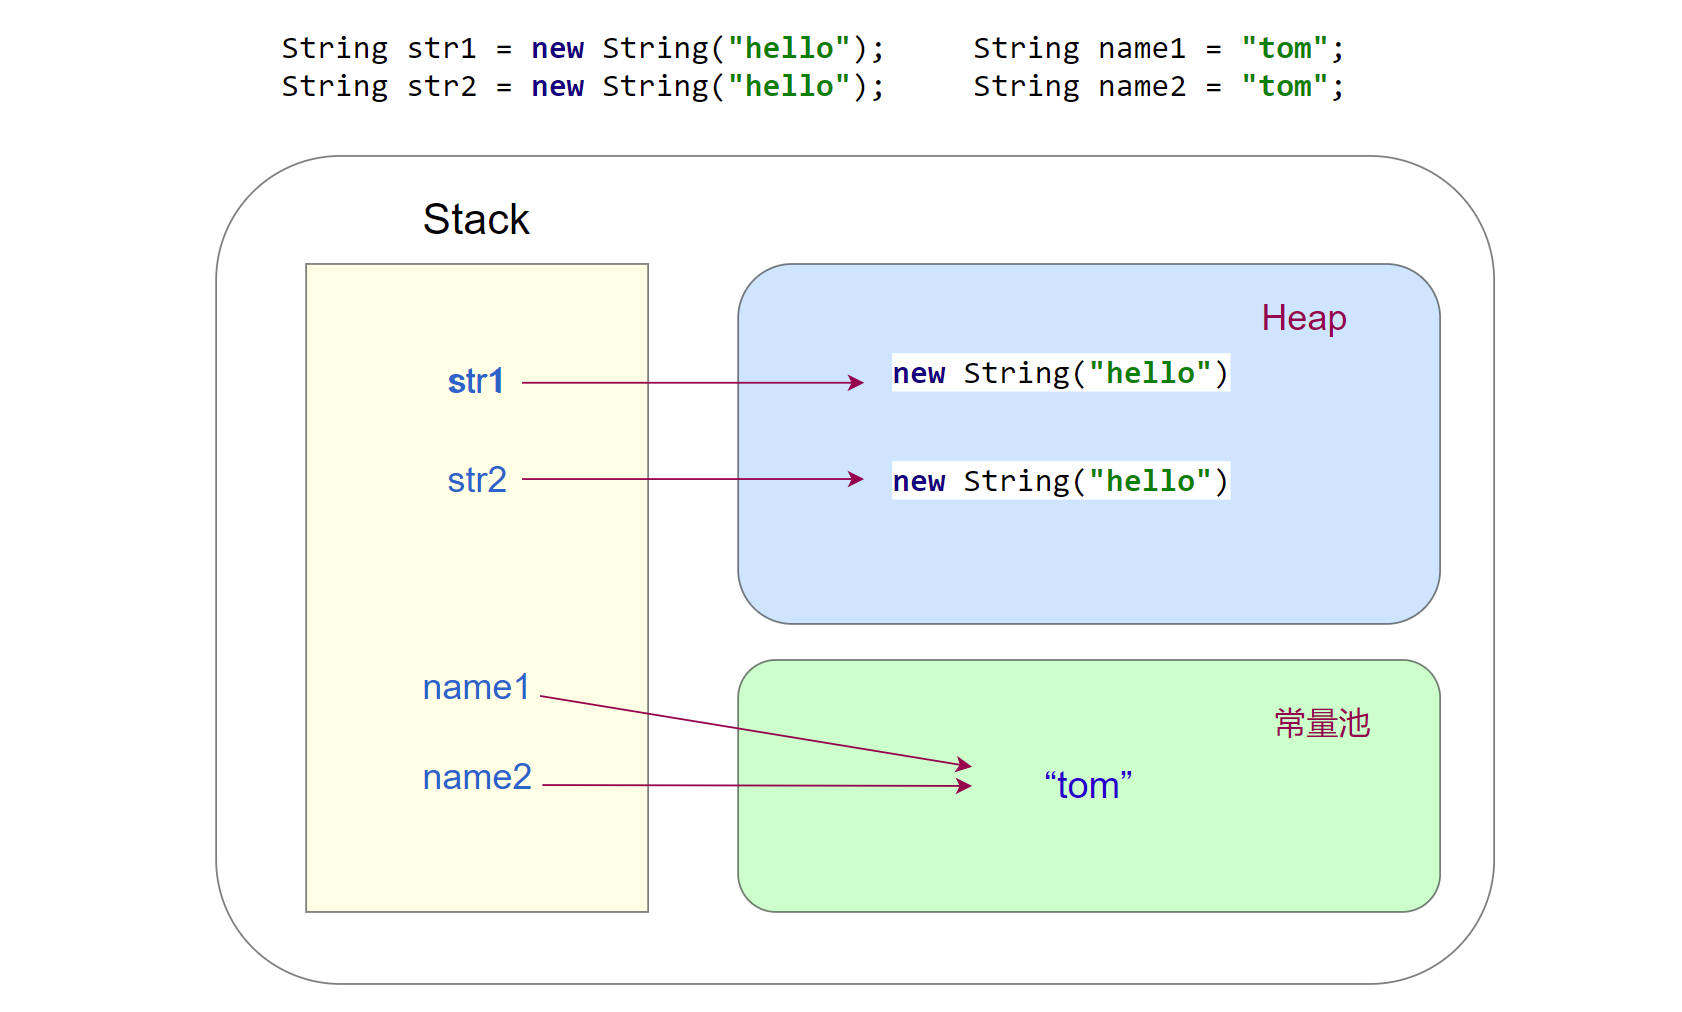 String str1 = new String("hello"); String name1 = "tom";
String str2 = new String("hello"); String name2 = "tom";
Stack
Heap
str1
new String("hello")
str2
new String("hello")
name1
常量池
name2
“tom”